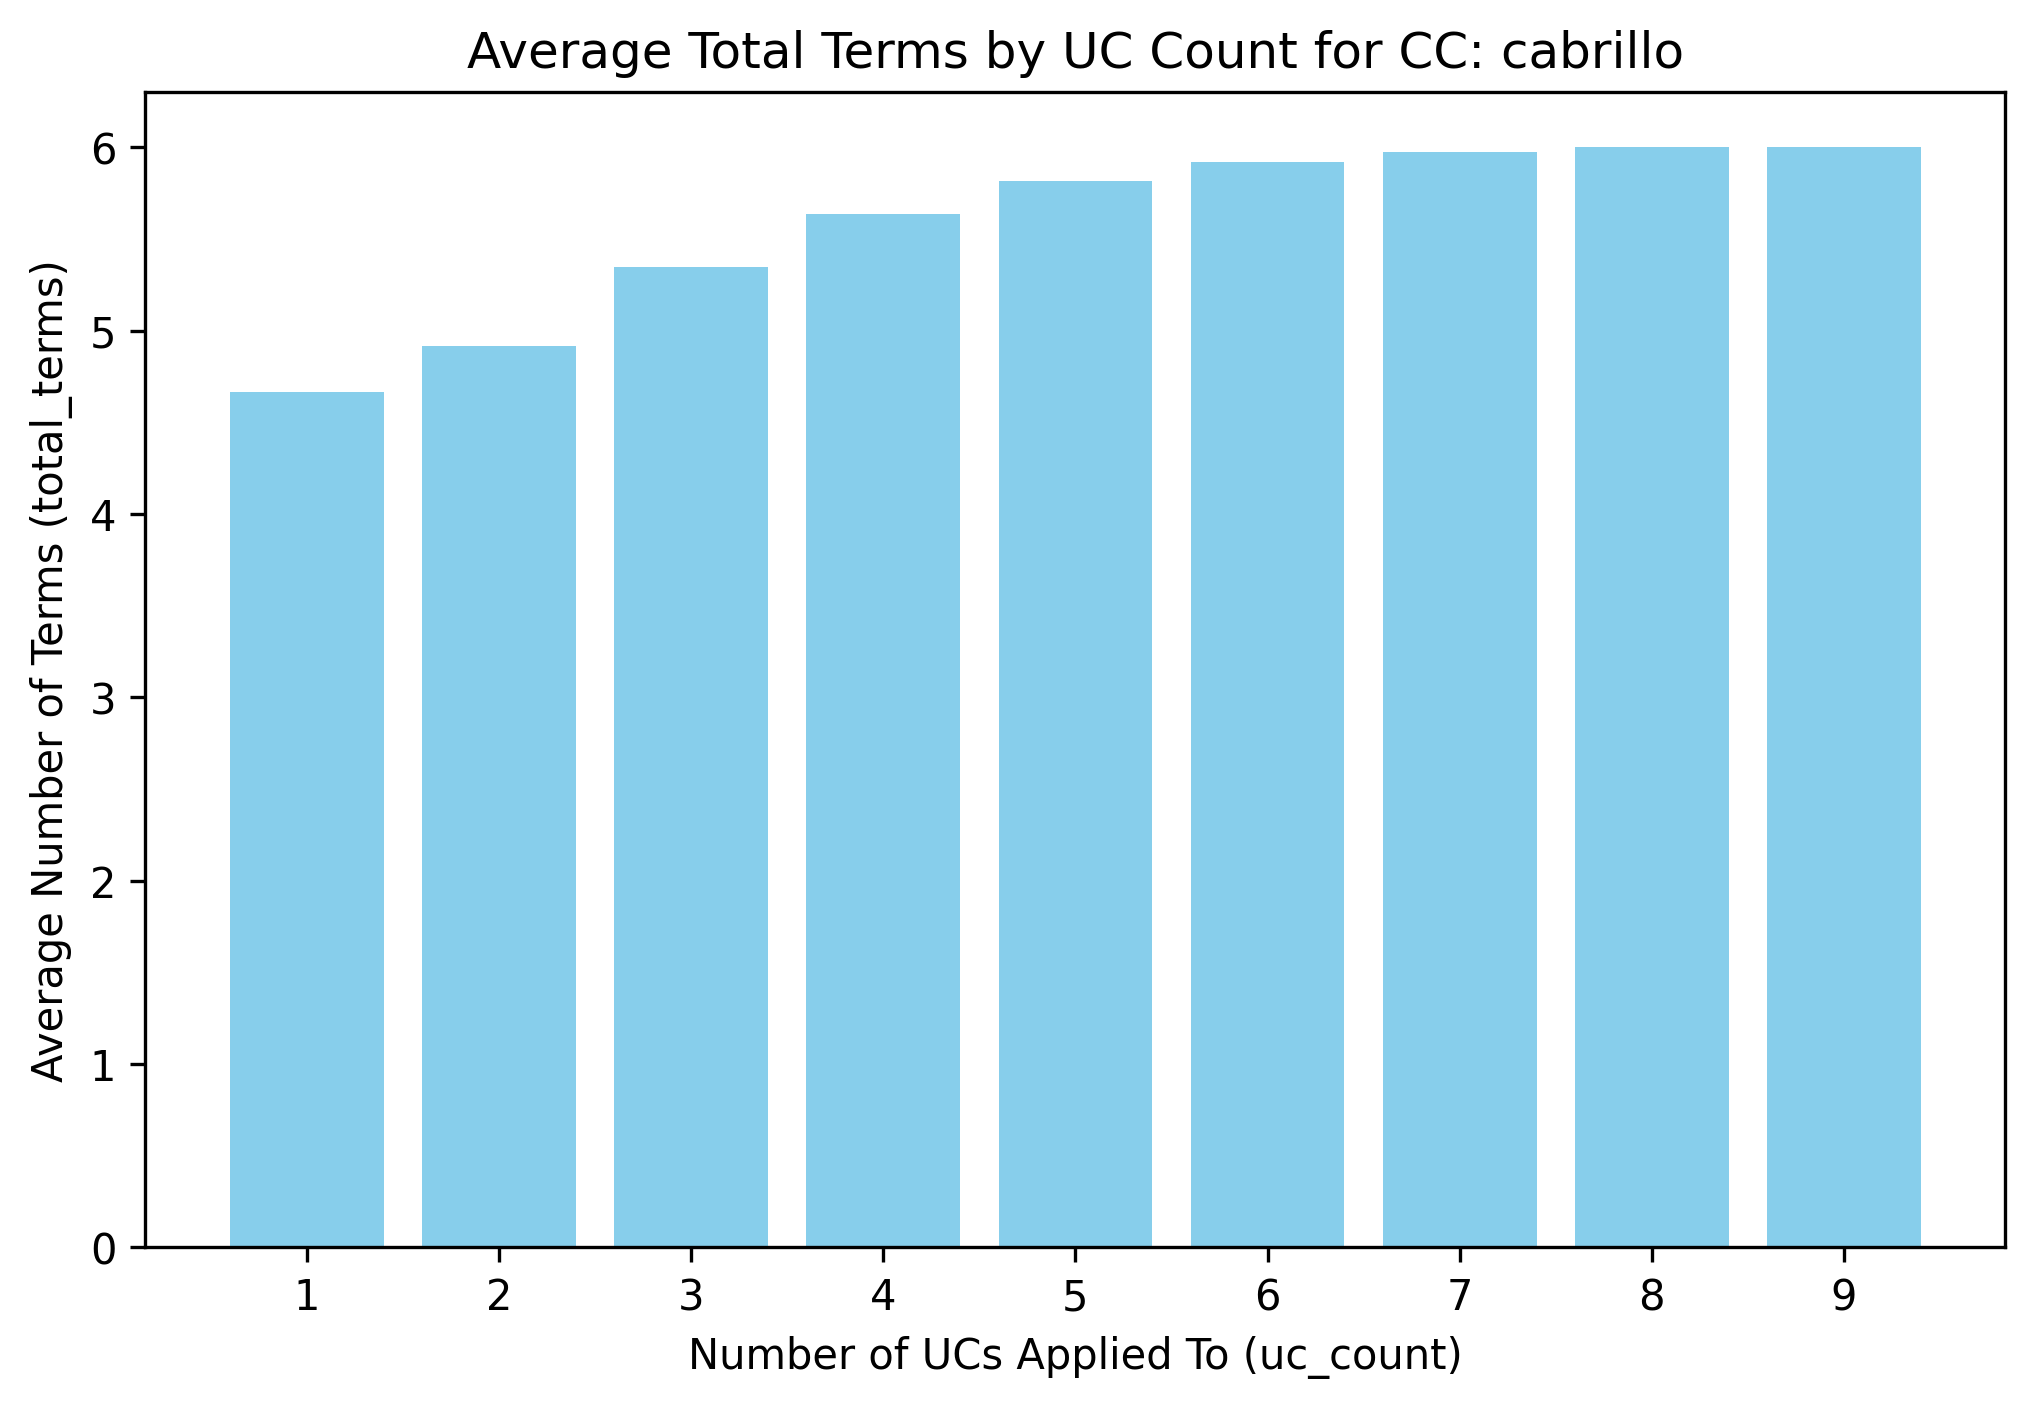 Average Total Terms by UC Count for CC: cabrillo
Average Number of Terms (total_terms)
6
5
4
3
2
1
0
1 2 3 4 5 6 7 8 9
Number of UCs Applied To (uc_count)